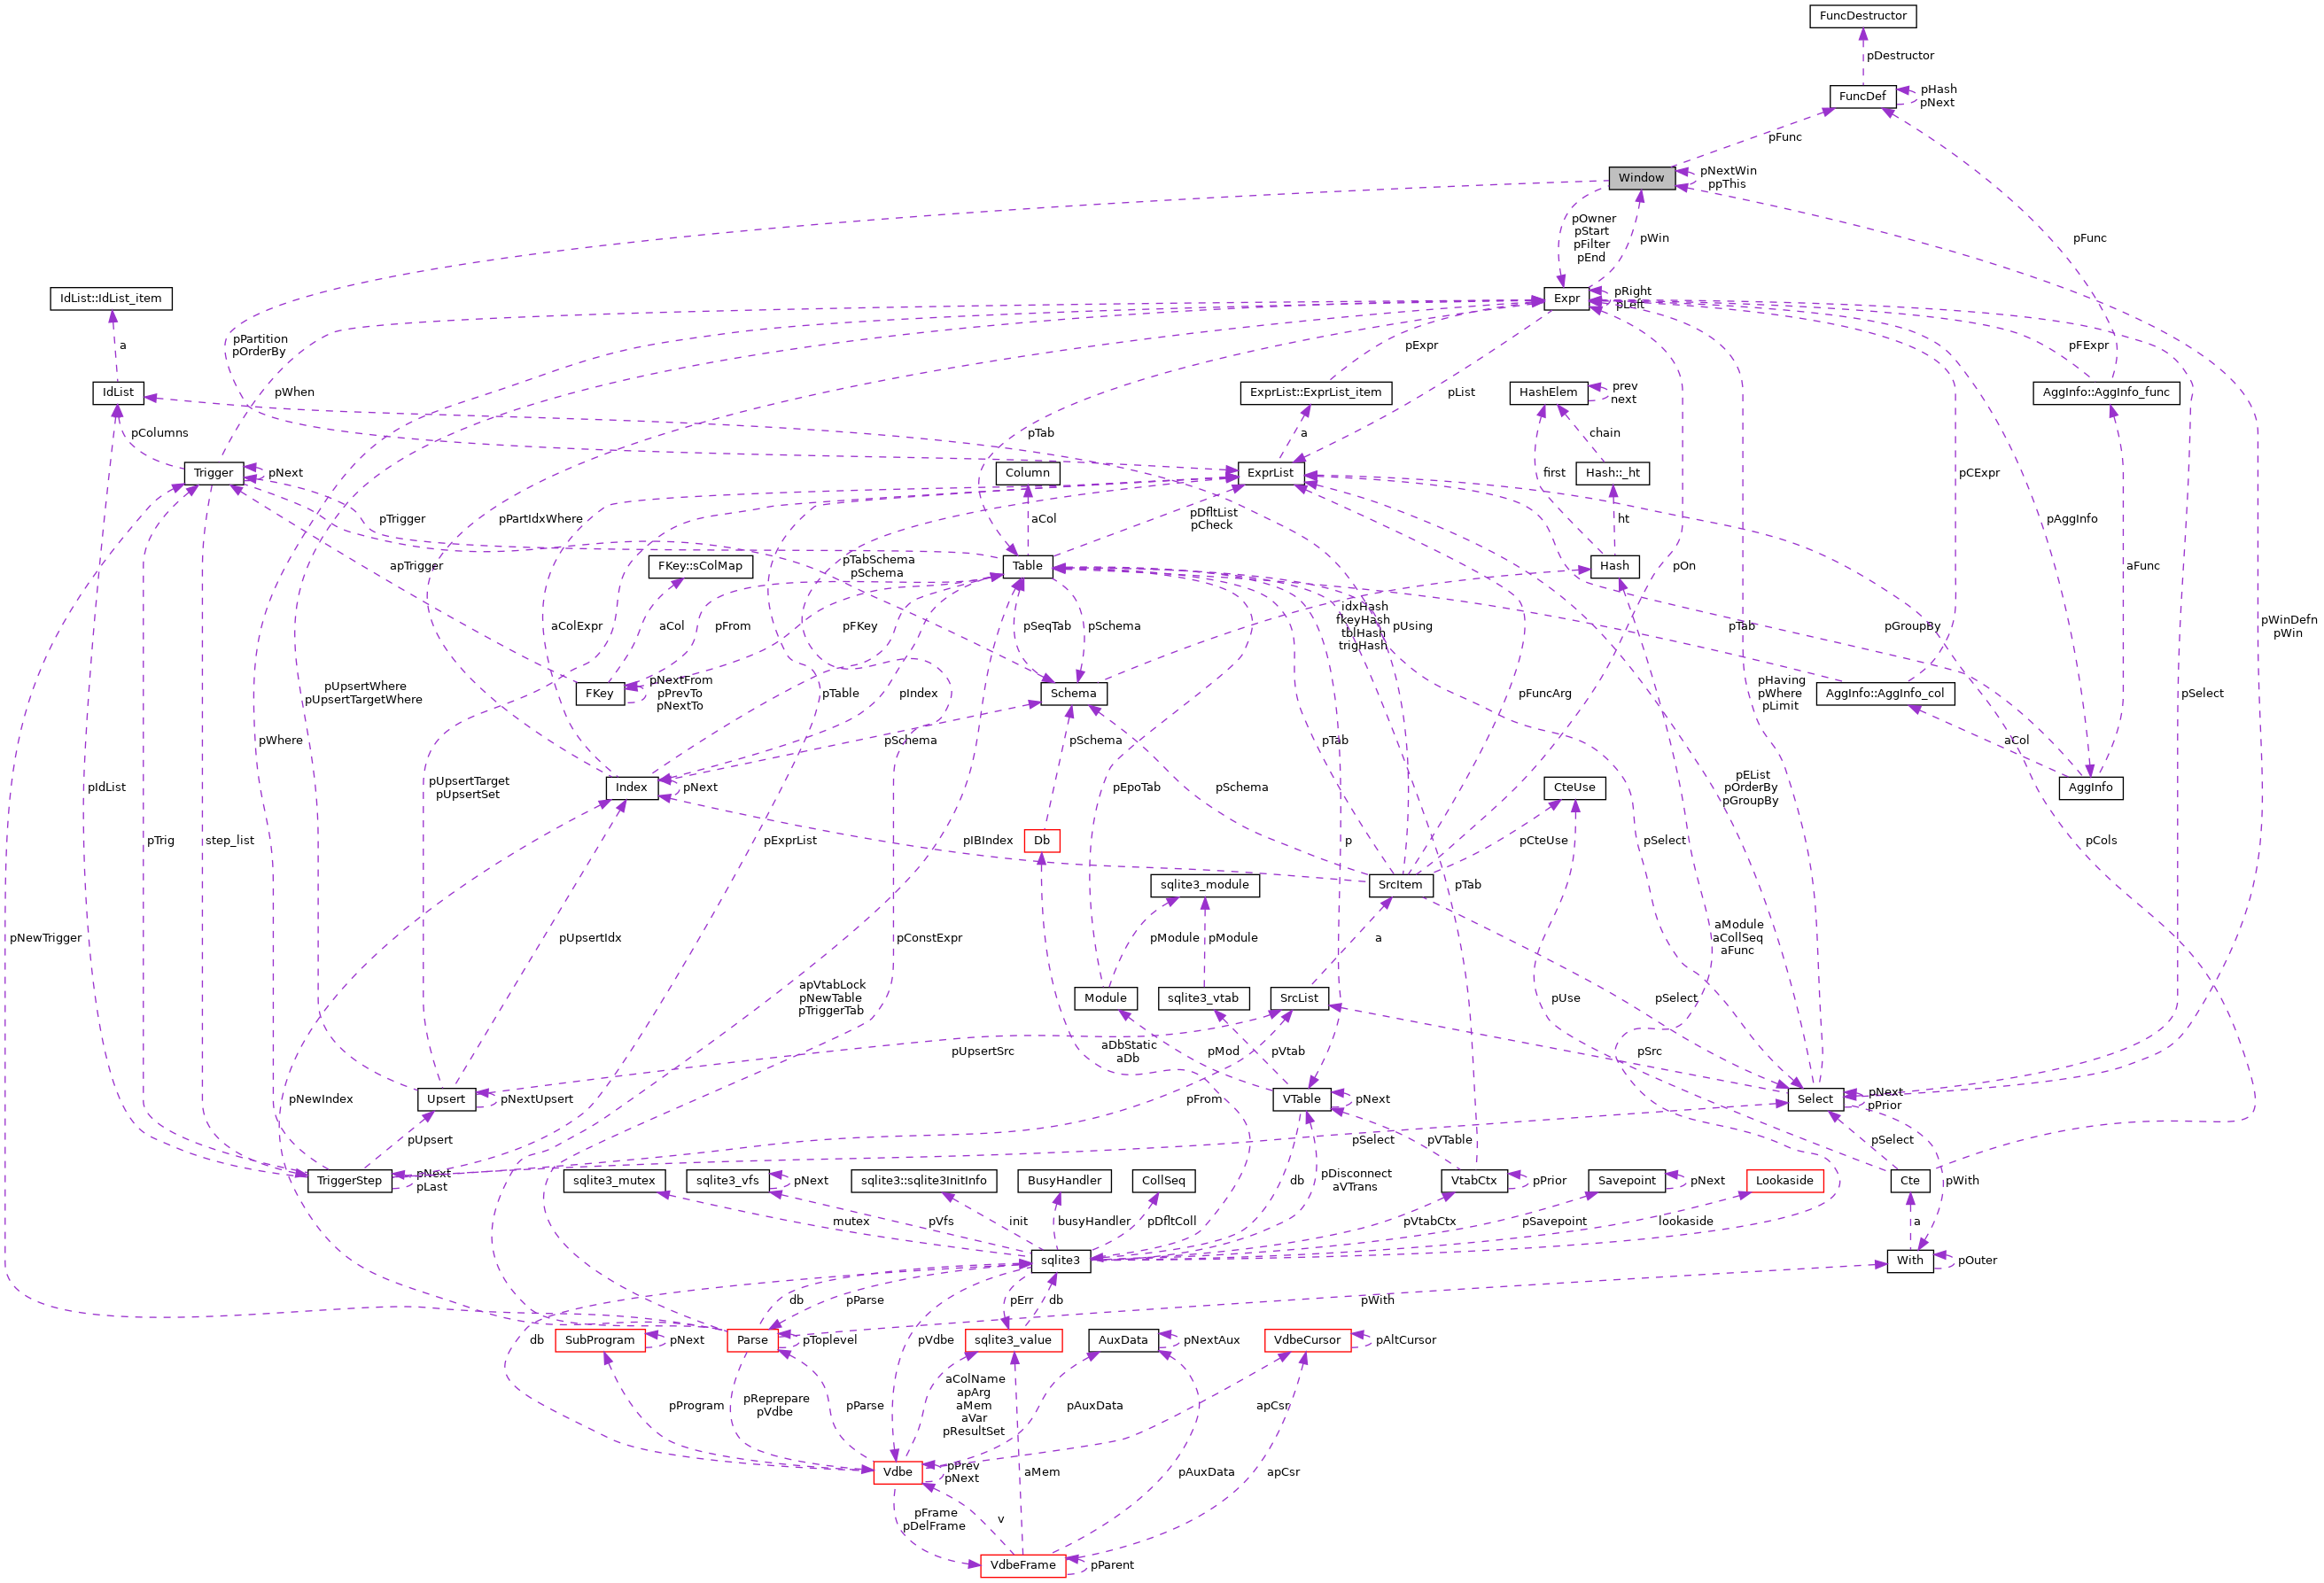 FuncDestructor
pDestructor
FuncDef
pHash
pNext
pFunc
Window
pNextWin
ppThis
pOwner
pStart
pFilter
pEnd
pWin
pFunc
IdList::IdList_item
Expr
pRight
pLeft
a
pPartition
pOrderBy
pExpr
pFExpr
IdList
pWhen
ExprList::ExprList_item
pList
HashElem
prev
next
AggInfo::AggInfo_func
pColumns
pTab
a
chain
Trigger
pNext
Column
ExprList
first
Hash::_ht
pCExpr
pTrigger
pPartIdxWhere
aCol
pDfltList
pCheck
ht
pAggInfo
apTrigger
FKey::sColMap
pTabSchema
pSchema
Table
Hash
pOn
aFunc
aColExpr
aCol
pFrom
pFKey
pSeqTab
pSchema
idxHash
fkeyHash
tblHash
trigHash
pUsing
pTab
pGroupBy
pWinDefn
pWin
pUpsertWhere
pUpsertTargetWhere
FKey
pNextFrom
pPrevTo
pNextTo
pTable
pIndex
Schema
pFuncArg
pHaving
pWhere
pLimit
AggInfo::AggInfo_col
pSelect
pWhere
pSchema
pSchema
pTab
aCol
pIdList
pUpsertTarget
pUpsertSet
Index
pNext
pEpoTab
pSchema
CteUse
pEList
pOrderBy
pGroupBy
AggInfo
pTrig
step_list
pExprList
pIBIndex
Db
p
pCteUse
pSelect
pCols
sqlite3_module
SrcItem
pTab
pNewTrigger
pUpsertIdx
pConstExpr
pModule
pModule
a
aModule
aCollSeq
aFunc
apVtabLock
pNewTable
pTriggerTab
Module
sqlite3_vtab
SrcList
pSelect
pUse
pUpsertSrc
aDbStatic
aDb
pMod
pVtab
pSrc
pNewIndex
Upsert
pNextUpsert
pFrom
VTable
pNext
Select
pNext
pPrior
pUpsert
pSelect
pVTable
pSelect
TriggerStep
pNext
pLast
sqlite3_mutex
sqlite3_vfs
pNext
sqlite3::sqlite3InitInfo
BusyHandler
CollSeq
db
pDisconnect
aVTrans
VtabCtx
pPrior
Savepoint
pNext
Lookaside
Cte
pWith
mutex
pVfs
init
busyHandler
pDfltColl
pVtabCtx
pSavepoint
lookaside
a
sqlite3
With
pOuter
db
pParse
pErr
db
pWith
db
SubProgram
pNext
Parse
pToplevel
pVdbe
sqlite3_value
AuxData
pNextAux
VdbeCursor
pAltCursor
pProgram
pReprepare
pVdbe
pParse
aColName
apArg
aMem
aVar
pResultSet
pAuxData
apCsr
Vdbe
pPrev
pNext
aMem
pAuxData
apCsr
pFrame
pDelFrame
v
VdbeFrame
pParent